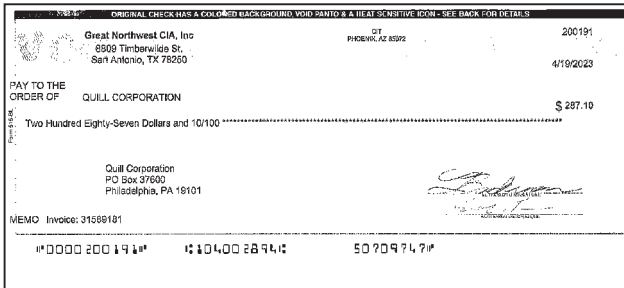 ORIGINAL CHECK HAS A COLORED BACKGROUND, VOID PANTO & A HEAT SENSITIVE ICON - SEE BACK FOR DETAILS
Great Northwest CIA, Inc
8809 Timberwilde St.
San Antonio, TX 78250
CIT
PHOENIX, AZ 85072
200191
4/19/2023
PAY TO THE
ORDER OF QUILL CORPORATION
$ 287.10
Two Hundred Eighty-Seven Dollars and 10/100
Quill Corporation
PO Box 37600
Philadelphia, PA 19101
MEMO Invoice: 31589181
⑈0000200191⑈ ⑆104002894⑆ 50709747⑈